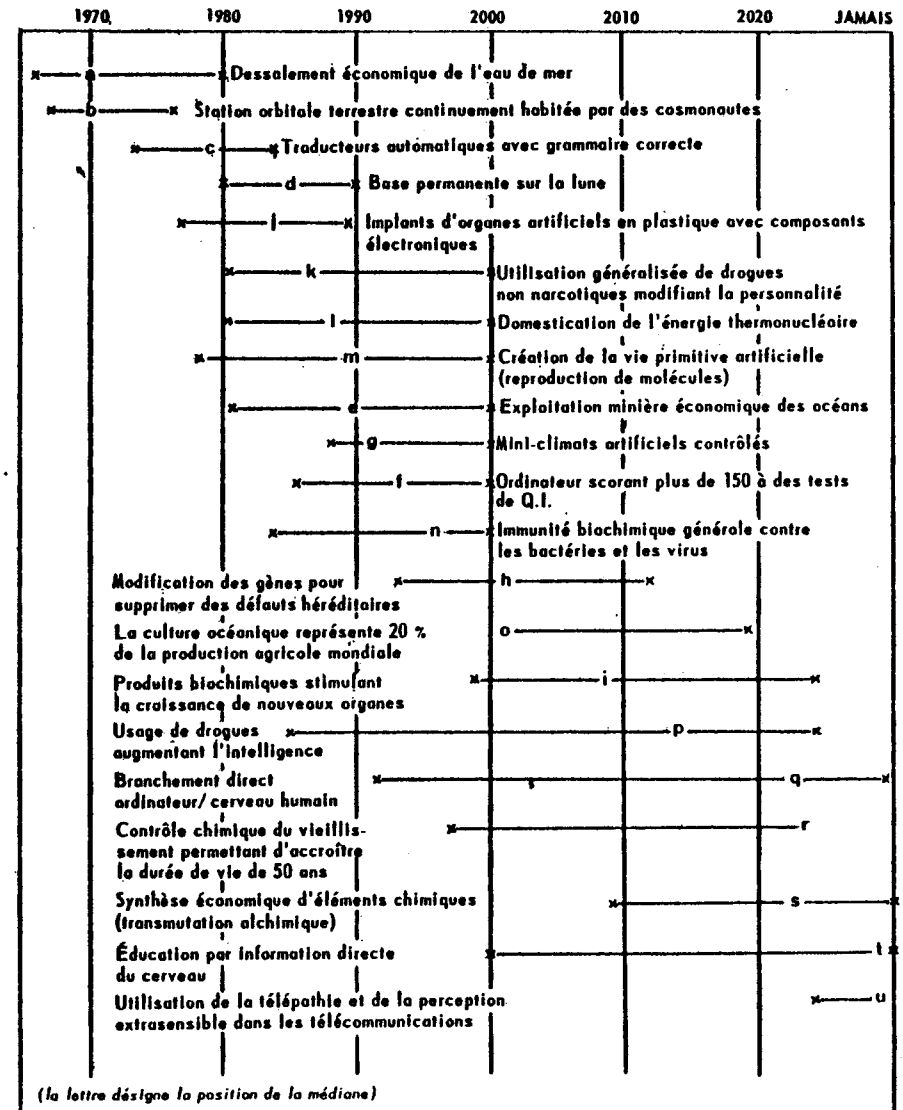 1970 1980 1990 2000 2010 2020 JAMAIS
a Dessalement économique de l'eau de mer
b Station orbitale terrestre continuement habitée par des cosmonautes
c Traducteurs automatiques avec grammaire correcte
d Base permanente sur la lune
j Implants d'organes artificiels en plastique avec composants
électroniques
k Utilisation généralisée de drogues
non narcotiques modifiant la personnalité
l Domestication de l'énergie thermonucléaire
m Création de la vie primitive artificielle
(reproduction de molécules)
e Exploitation minière économique des océans
g Mini-climats artificiels contrôlés
f Ordinateur scorant plus de 150 à des tests
de Q.I.
n Immunité biochimique générale contre
les bactéries et les virus
Modification des gènes pour h
supprimer des défauts héréditaires
La culture océanique représente 20 % o
de la production agricole mondiale
Produits biochimiques stimulant i
la croissance de nouveaux organes
Usage de drogues p
augmentant l'intelligence
Branchement direct q
ordinateur/cerveau humain
Contrôle chimique du vieillis- r
sement permettant d'accroître
la durée de vie de 50 ans
Synthèse économique d'éléments chimiques s
(transmutation alchimique)
Éducation par information directe t
du cerveau
Utilisation de la télépathie et de la perception u
extrasensible dans les télécommunications
(la lettre désigne la position de la médiane)